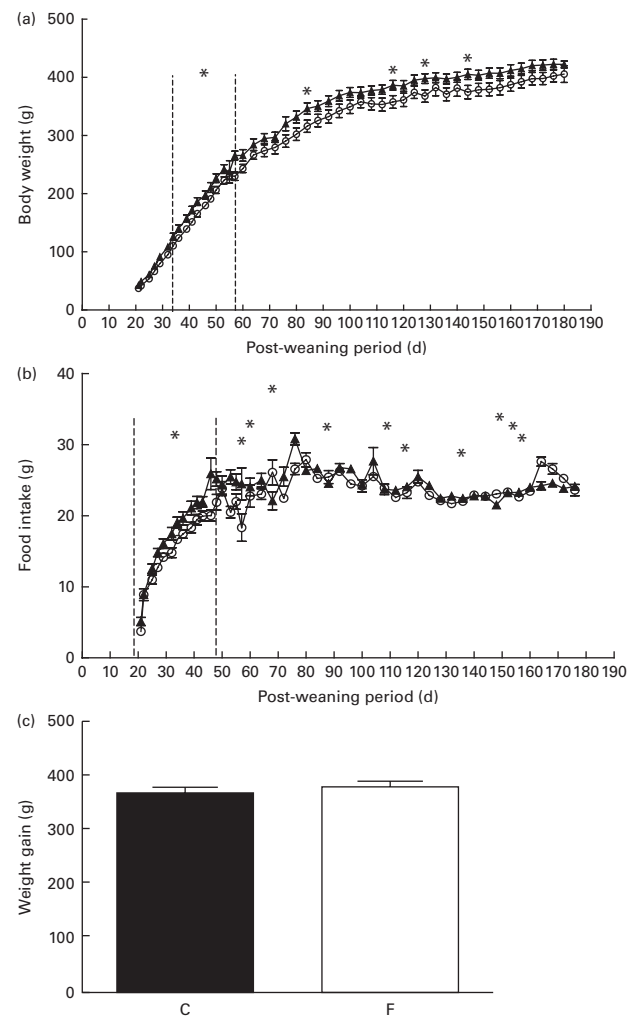 (a)
500
400
300
200
100
0
Body weight (g)
* * * * *
0 10 20 30 40 50 60 70 80 90 100 110 120 130 140 150 160 170 180 190
Post-weaning period (d)
(b)
40
30
20
10
0
Food intake (g)
* * * * * * * * * * *
0 10 20 30 40 50 60 70 80 90 100 110 120 130 140 150 160 170 180 190
Post-weaning period (d)
(c)
500
400
300
200
100
0
Weight gain (g)
C F